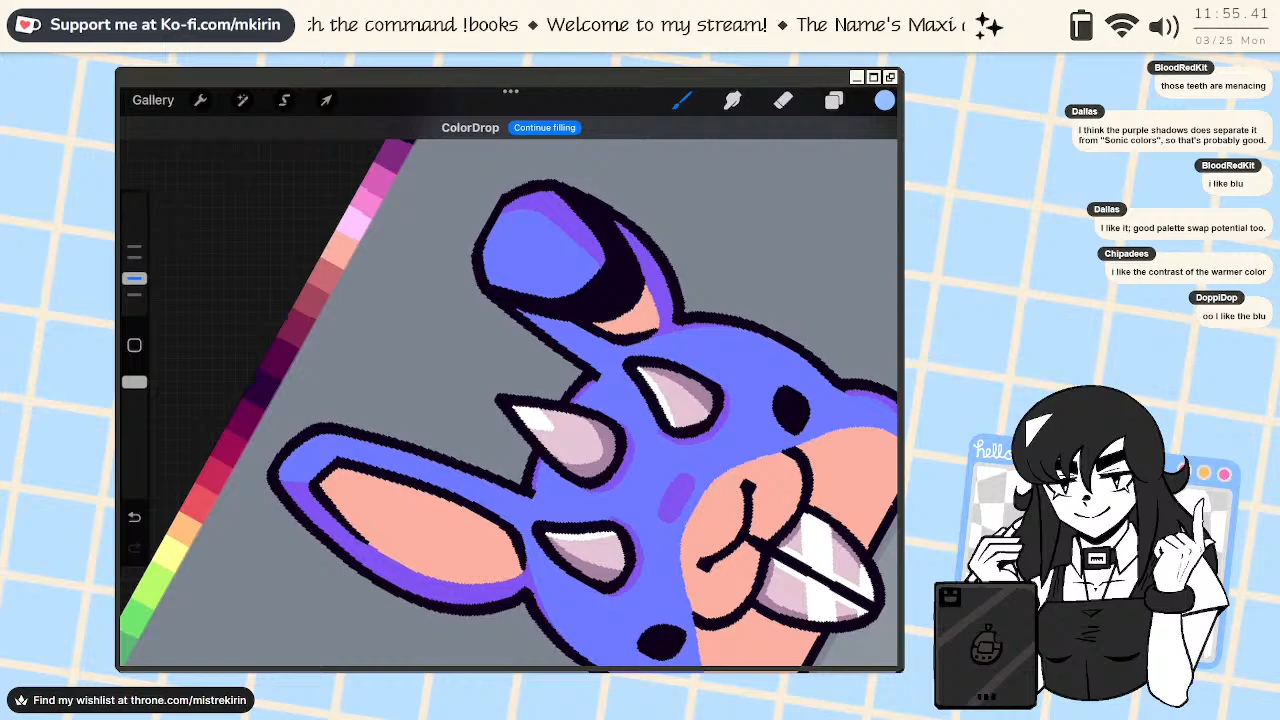 Support me at Ko-fi.com/mkirin
ch the command !books ◆ Welcome to my stream! ◆ The Name's Maxi
11:55.41
03/25 Mon
Gallery
ColorDrop Continue filling
BloodRedKit
those teeth are menacing
Dallas
I think the purple shadows does separate it
from "Sonic colors", so that's probably good.
BloodRedKit
i like blu
Dallas
I like it; good palette swap potential too.
Chipadees
i like the contrast of the warmer color
DoppiDop
oo I like the blu
hello
Find my wishlist at throne.com/mistrekirin